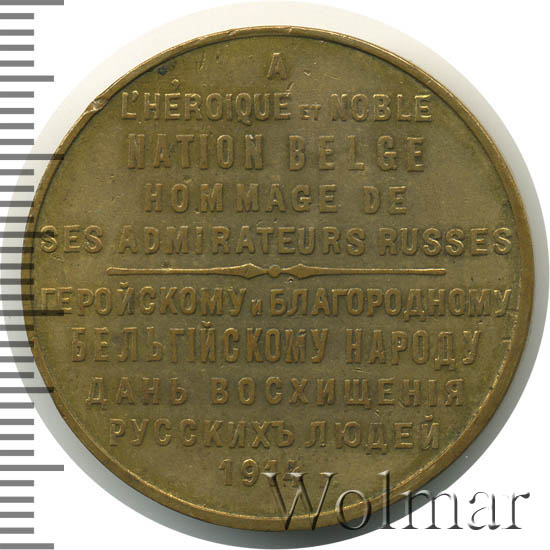 A
L'HÉROIQUE ET NOBLE
NATION BELGE
HOMMAGE DE
SES ADMIRATEURS RUSSES
ГЕРОЙСКОМУ и БЛАГОРОДНОМУ
БЕЛЬГІЙСКОМУ НАРОДУ
ДАНЬ ВОСХИЩЕНІЯ
РУССКИХЪ ЛЮДЕЙ
1914 г.
Wolmar